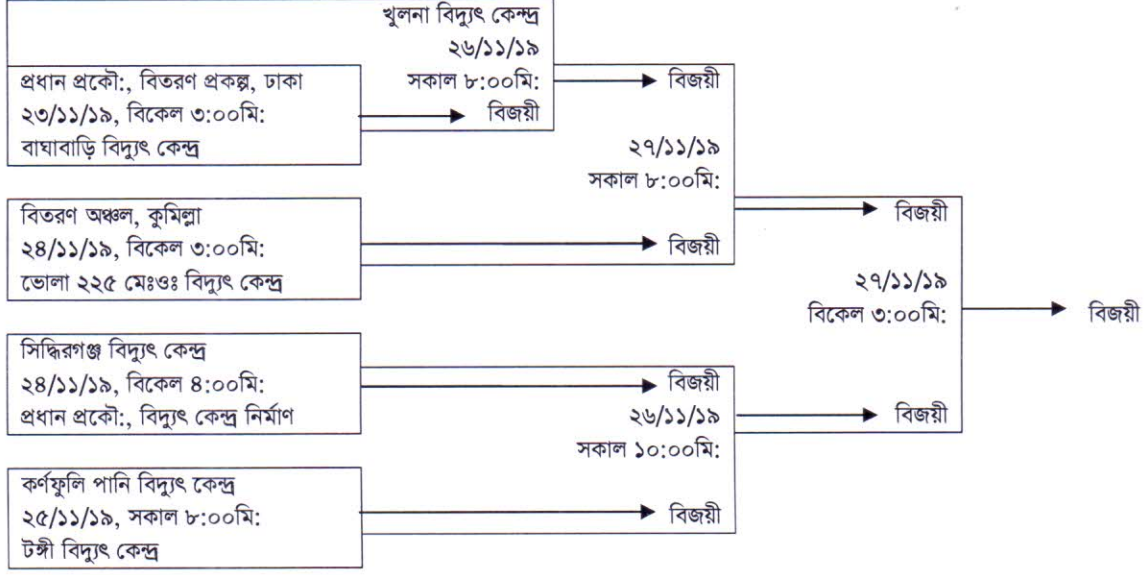 খুলনা বিদ্যুৎ কেন্দ্র
২৬/১১/১৯
সকাল ৮:০০মি:
বিজয়ী
প্রধান প্রকৌ:, বিতরণ প্রকল্প, ঢাকা
২৩/১১/১৯, বিকেল ৩:০০মি:
বাঘাবাড়ি বিদ্যুৎ কেন্দ্র
বিজয়ী
২৭/১১/১৯
সকাল ৮:০০মি:
বিতরণ অঞ্চল, কুমিল্লা
২৪/১১/১৯, বিকেল ৩:০০মি:
ভোলা ২২৫ মেঃওঃ বিদ্যুৎ কেন্দ্র
বিজয়ী
বিজয়ী
২৭/১১/১৯
বিকেল ৩:০০মি:
বিজয়ী
সিদ্ধিরগঞ্জ বিদ্যুৎ কেন্দ্র
২৪/১১/১৯, বিকেল ৪:০০মি:
প্রধান প্রকৌ:, বিদ্যুৎ কেন্দ্র নির্মাণ
বিজয়ী
২৬/১১/১৯
সকাল ১০:০০মি:
বিজয়ী
কর্ণফুলি পানি বিদ্যুৎ কেন্দ্র
২৫/১১/১৯, সকাল ৮:০০মি:
টঙ্গী বিদ্যুৎ কেন্দ্র
বিজয়ী